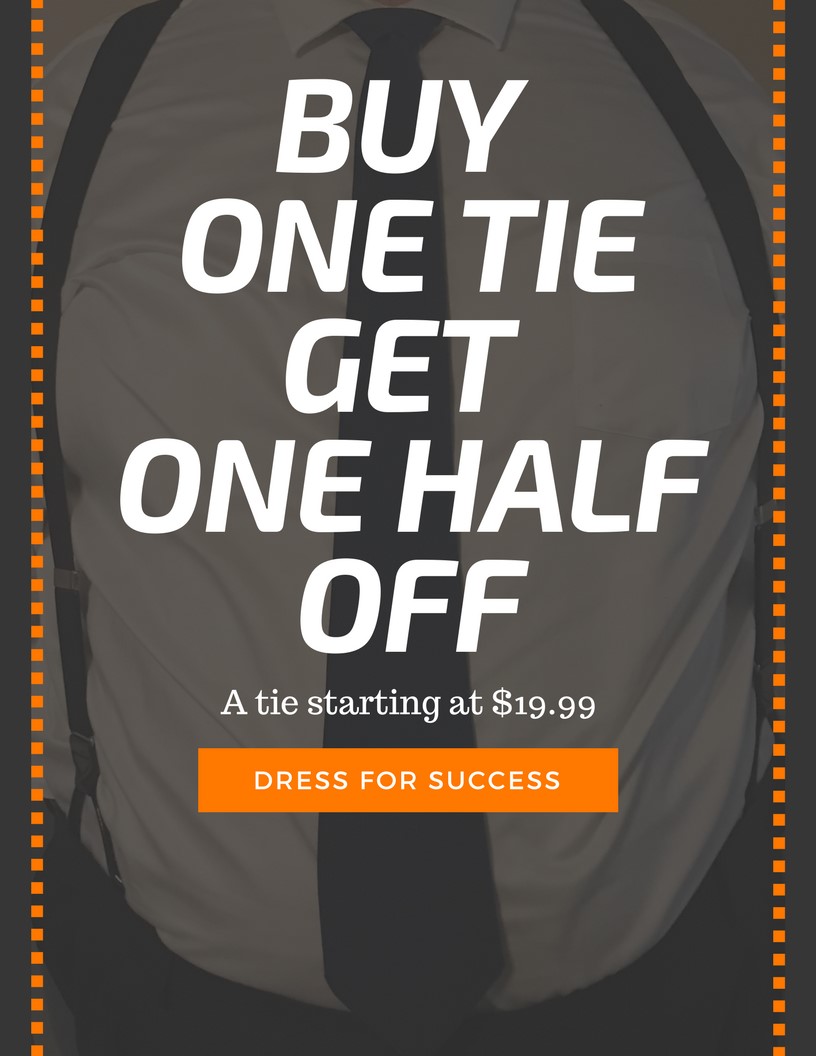 BUY
ONE TIE
GET
ONE HALF
OFF
A tie starting at $19.99
DRESS FOR SUCCESS